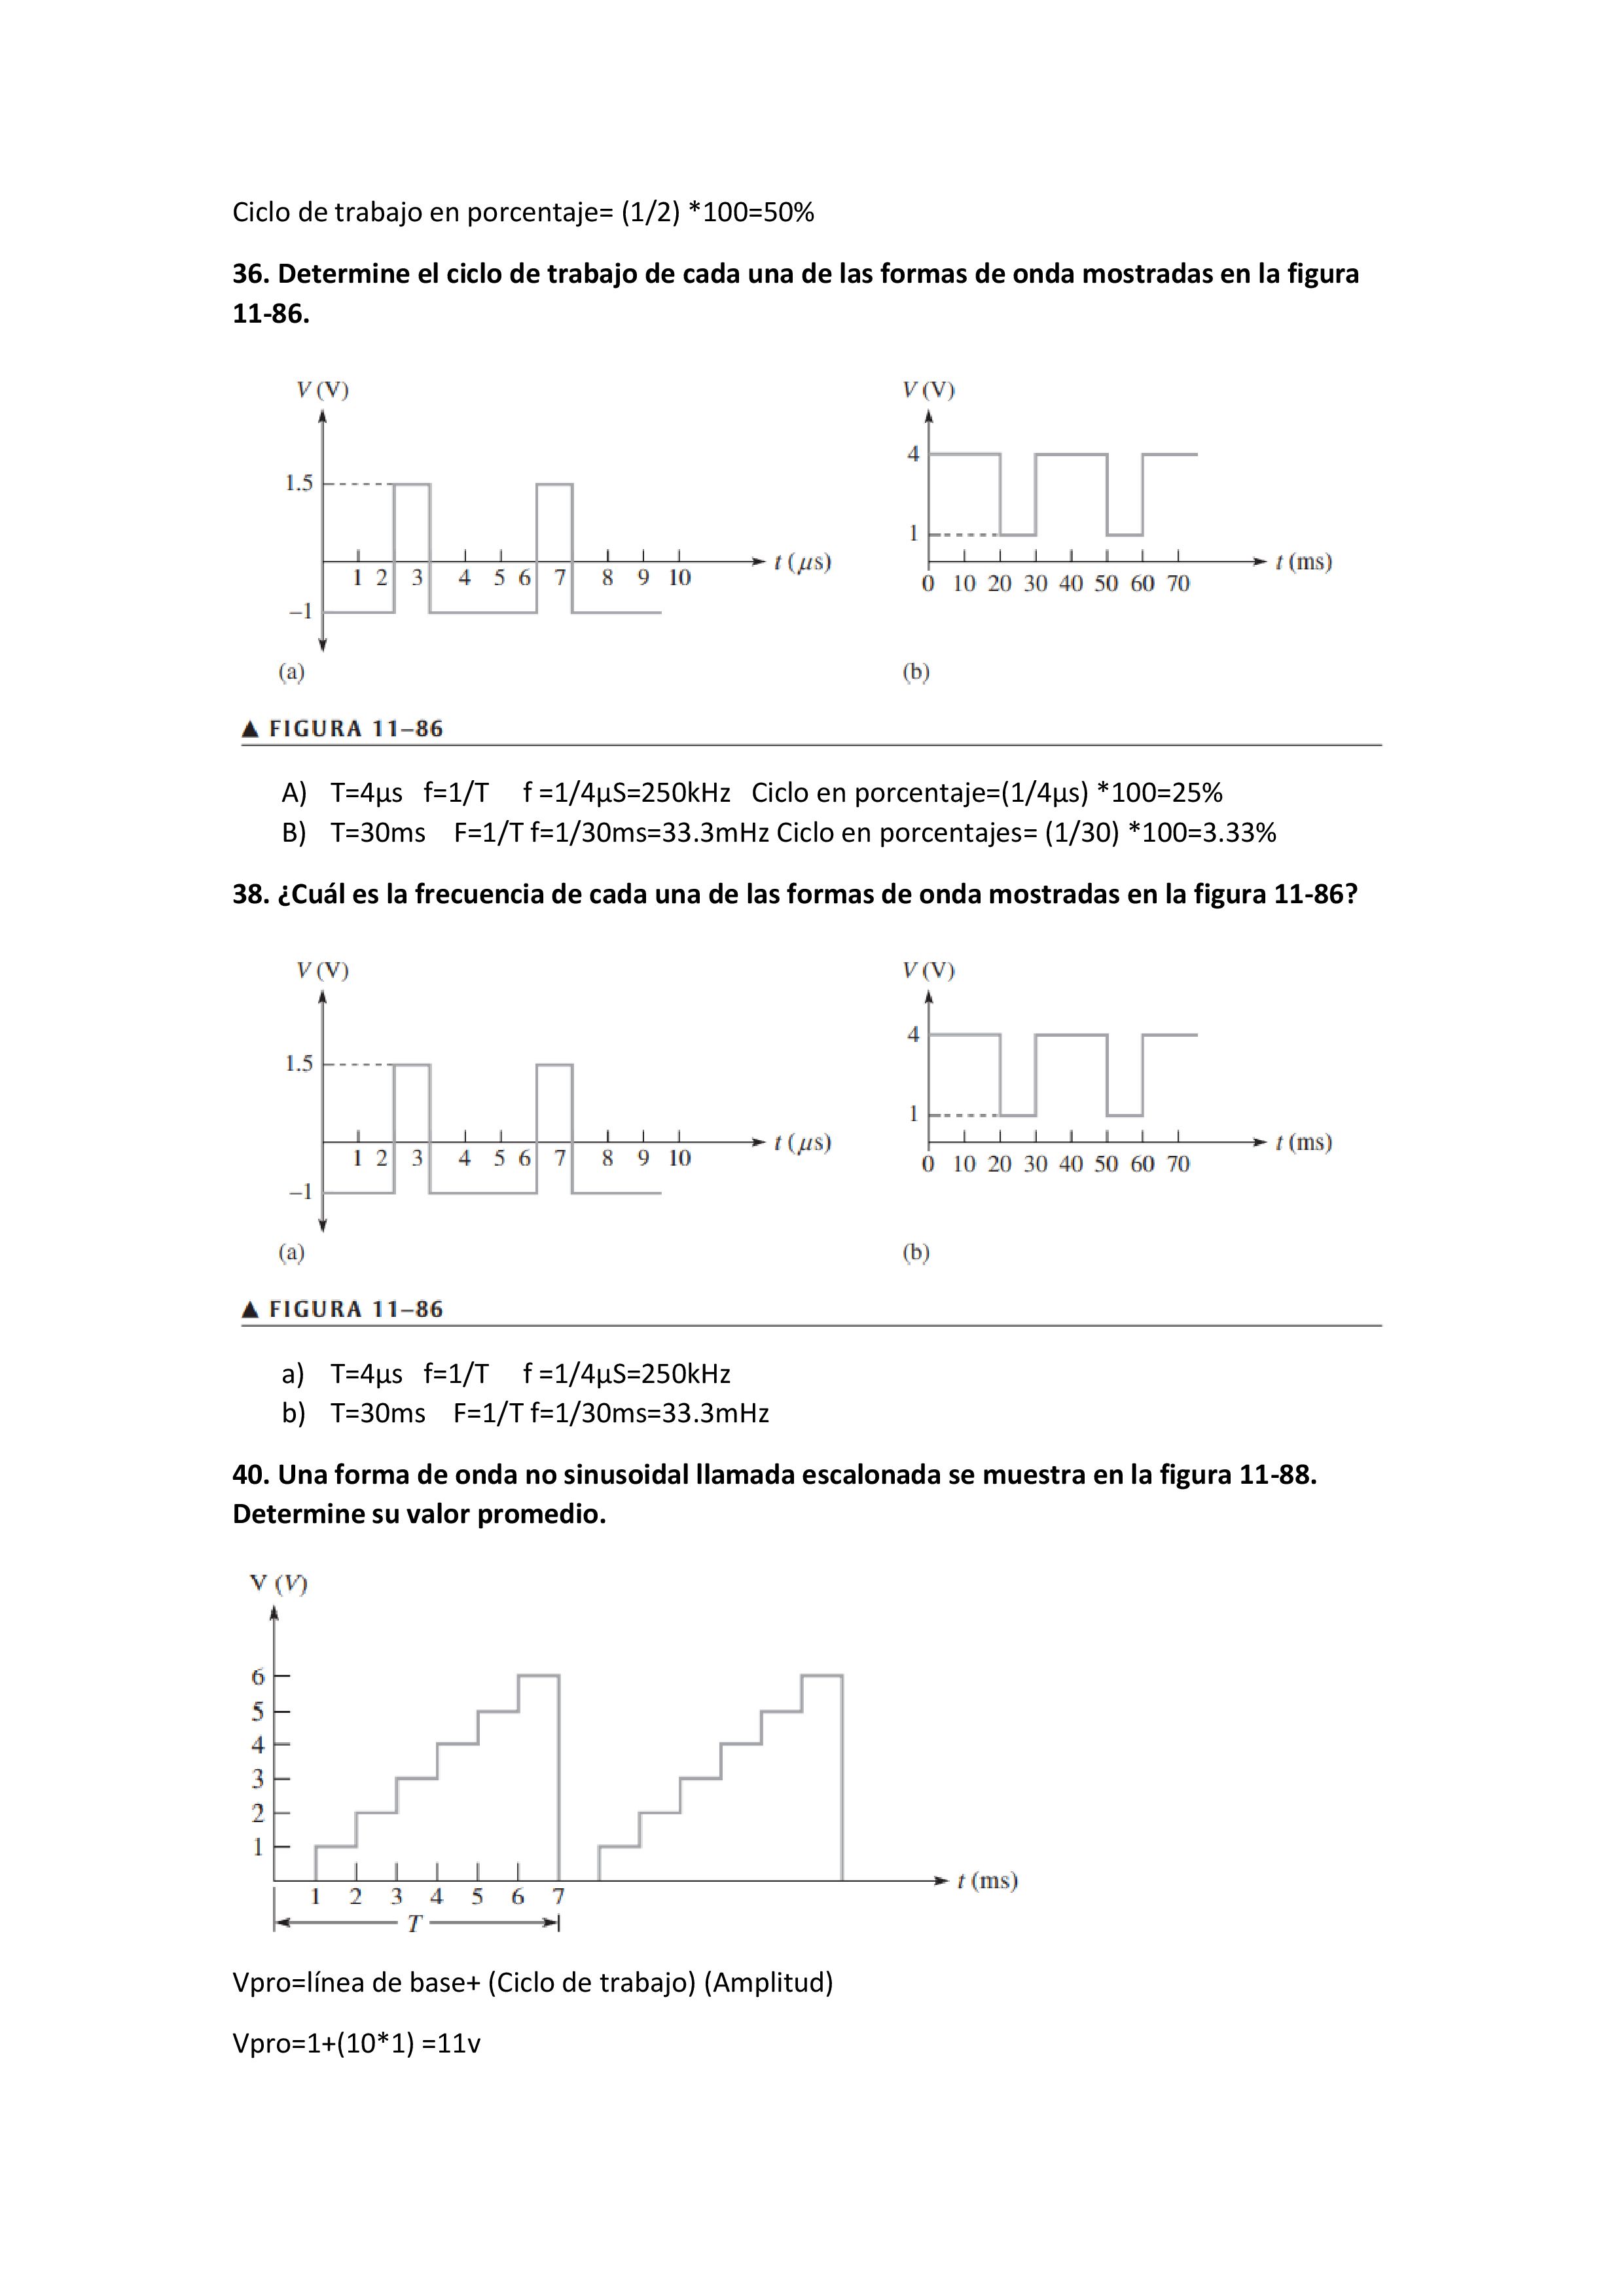 Ciclo de trabajo en porcentaje= (1/2) *100=50%
36. Determine el ciclo de trabajo de cada una de las formas de onda mostradas en la figura
11-86.
V (V)
1.5
1 2 3 4 5 6 7 8 9 10
t (μs)
–1
(a)
V (V)
4
1
t (ms)
0 10 20 30 40 50 60 70
(b)
▲ FIGURA 11–86
A) T=4μs f=1/T f =1/4μS=250kHz Ciclo en porcentaje=(1/4μs) *100=25%
B) T=30ms F=1/T f=1/30ms=33.3mHz Ciclo en porcentajes= (1/30) *100=3.33%
38. ¿Cuál es la frecuencia de cada una de las formas de onda mostradas en la figura 11-86?
V (V)
1.5
1 2 3 4 5 6 7 8 9 10
t (μs)
–1
(a)
V (V)
4
1
t (ms)
0 10 20 30 40 50 60 70
(b)
▲ FIGURA 11–86
a) T=4μs f=1/T f =1/4μS=250kHz
b) T=30ms F=1/T f=1/30ms=33.3mHz
40. Una forma de onda no sinusoidal llamada escalonada se muestra en la figura 11-88.
Determine su valor promedio.
V (V)
6
5
4
3
2
1
t (ms)
1 2 3 4 5 6 7
T
Vpro=línea de base+ (Ciclo de trabajo) (Amplitud)
Vpro=1+(10*1) =11v